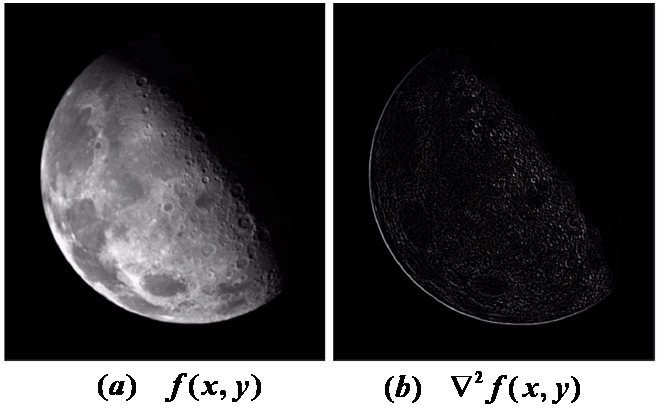 (a) f(x, y)
(b) ∇²f(x, y)